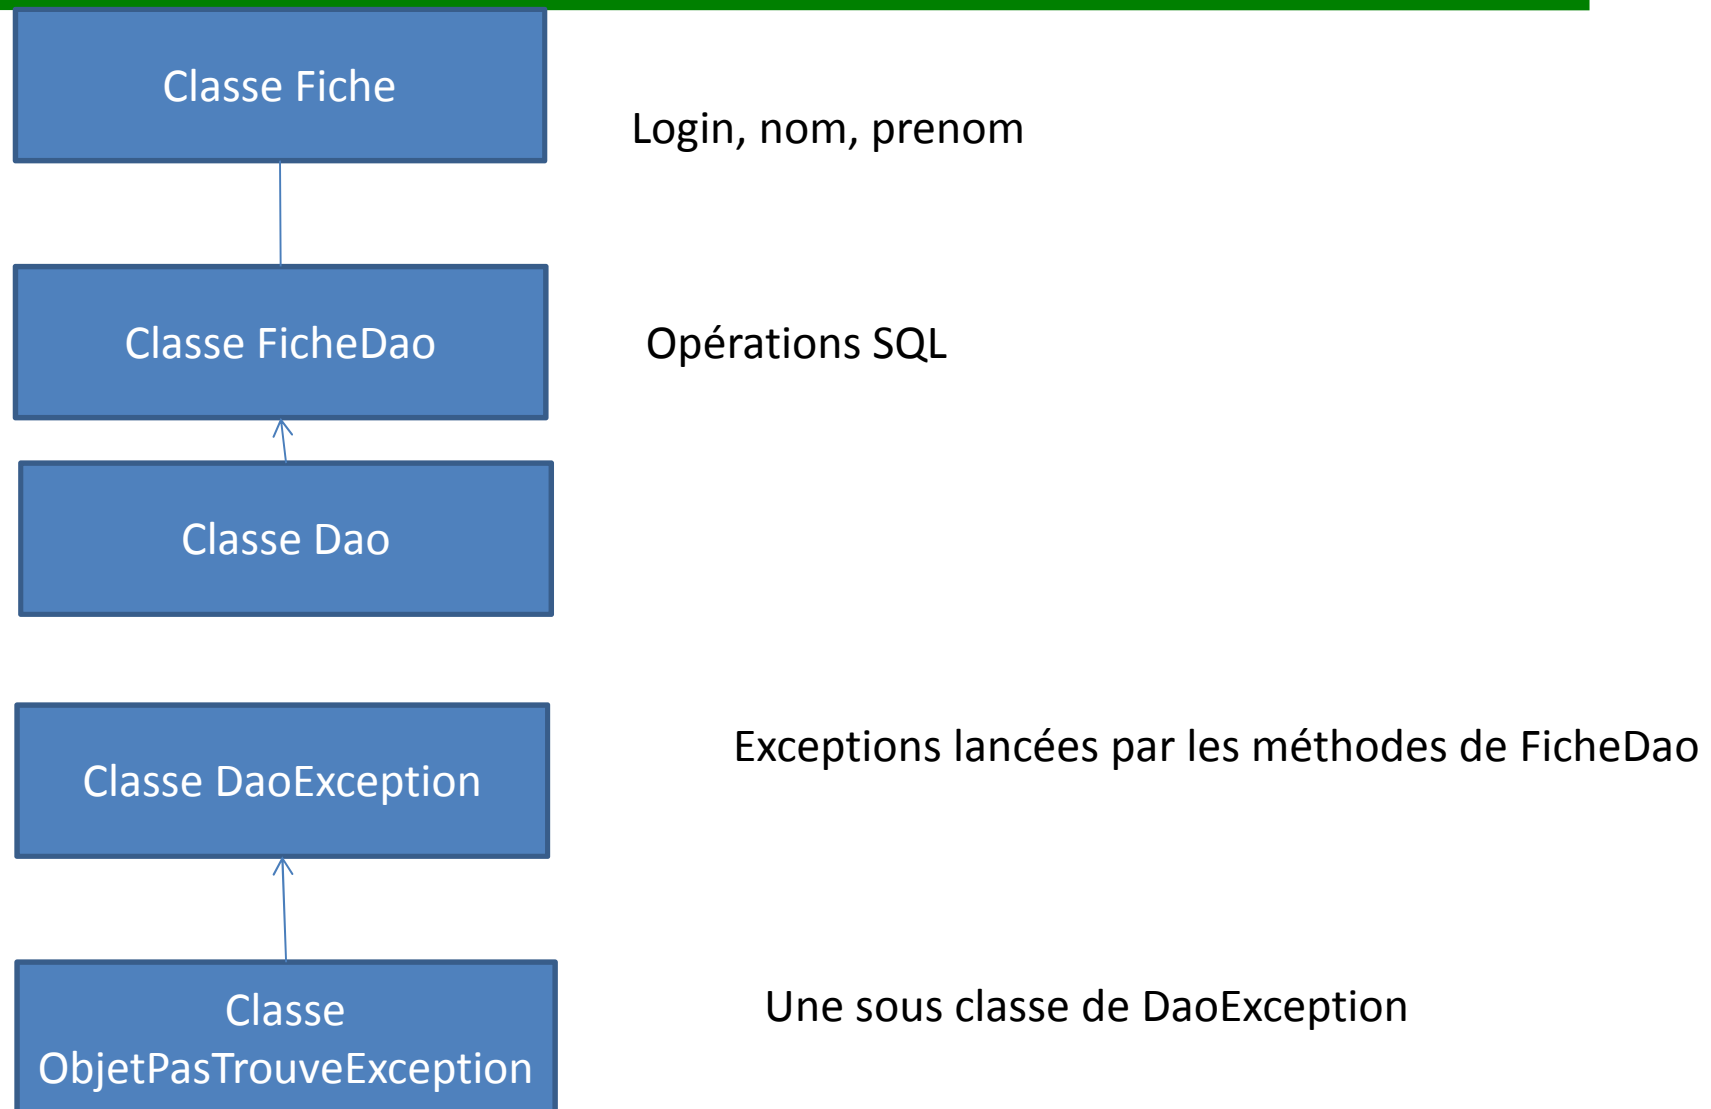 Classe Fiche
Login, nom, prenom
Classe FicheDao
Opérations SQL
Classe Dao
Exceptions lancées par les méthodes de FicheDao
Classe DaoException
Classe
ObjetPasTrouveException
Une sous classe de DaoException